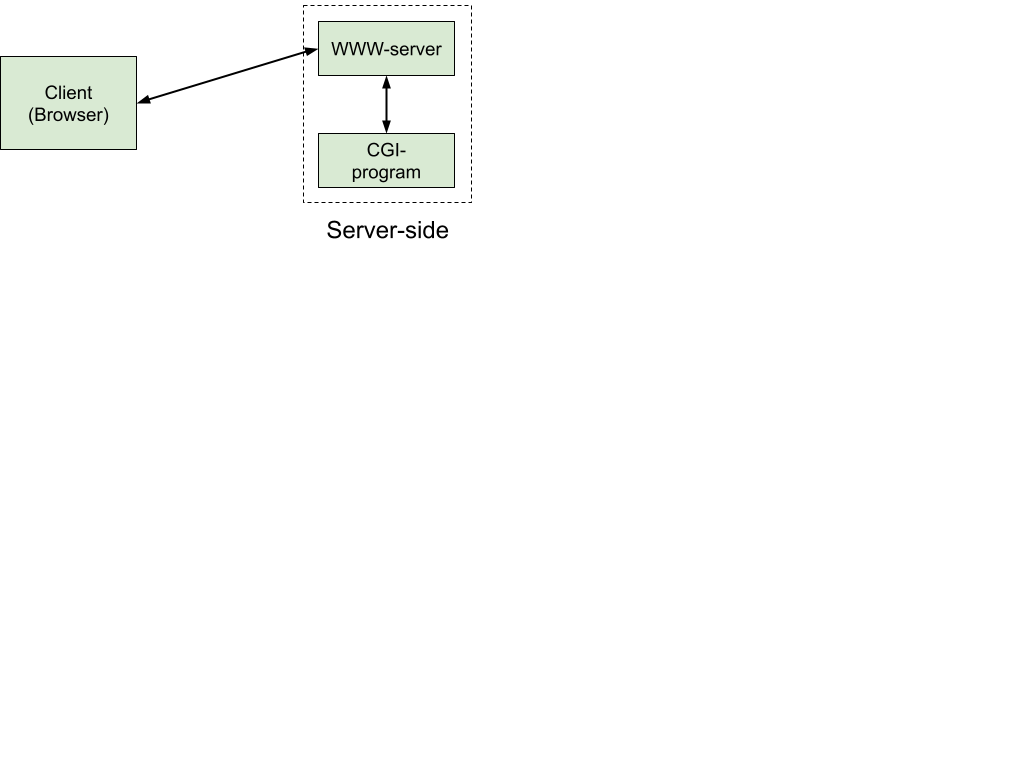 WWW-server
Client
(Browser)
CGI-
program
Server-side